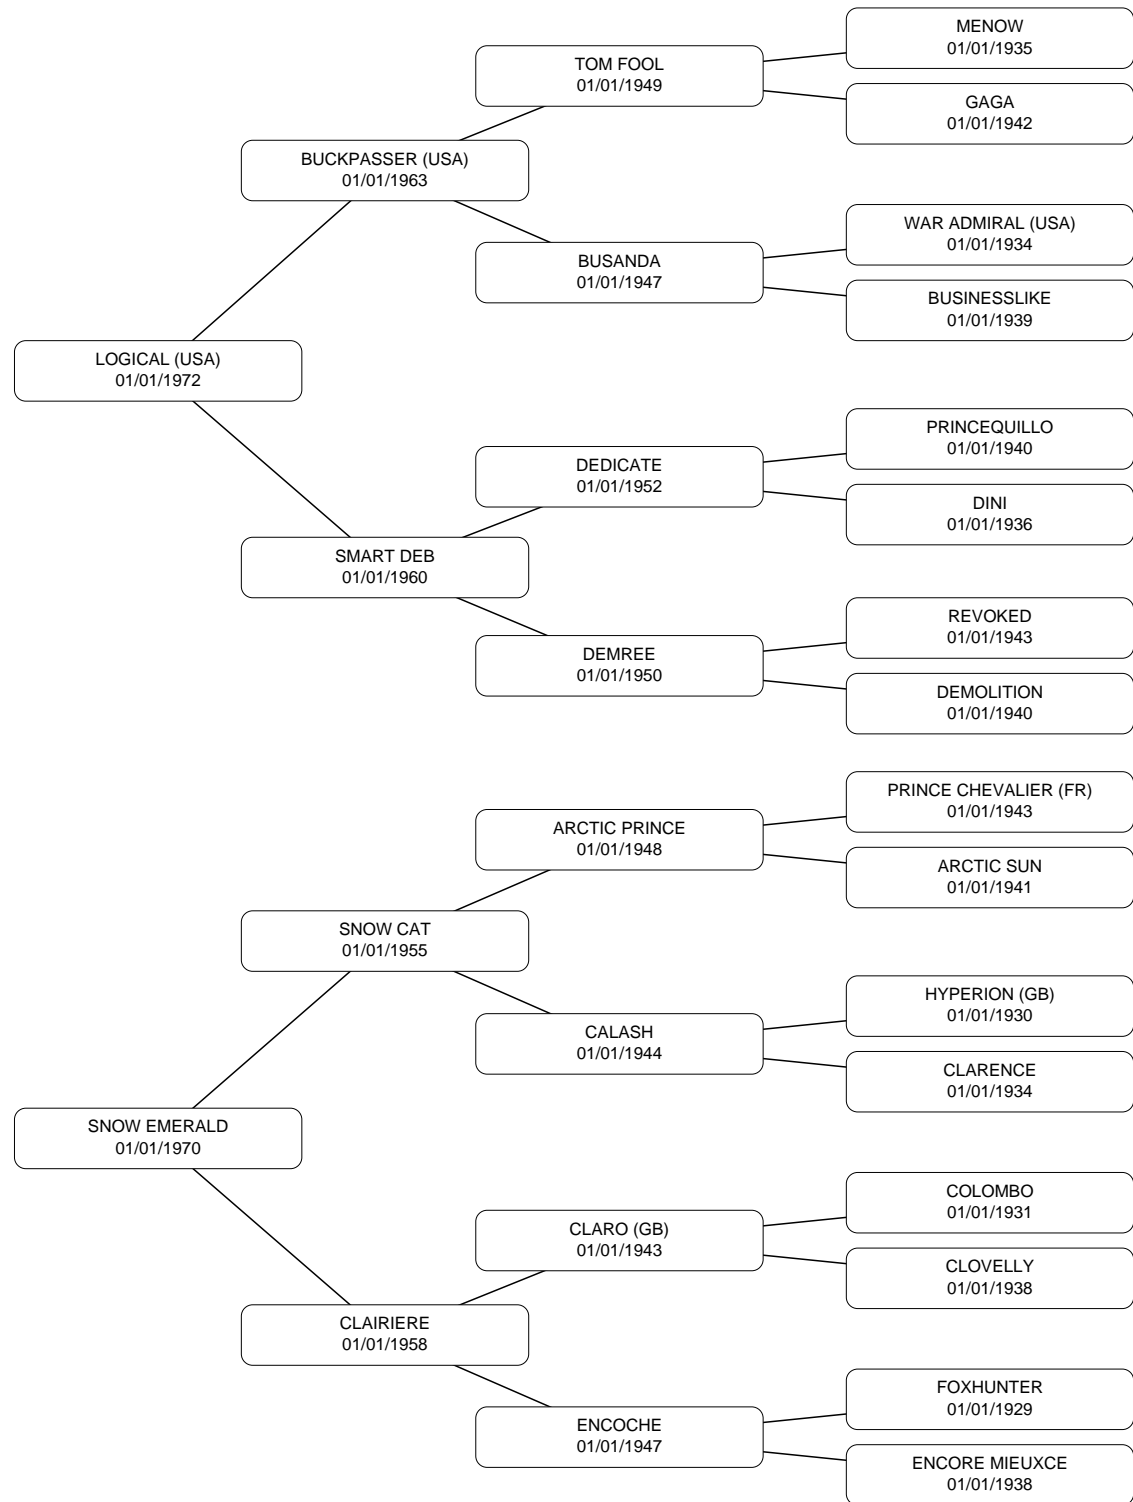 MENOW
01/01/1935
TOM FOOL
01/01/1949
GAGA
01/01/1942
BUCKPASSER (USA)
01/01/1963
WAR ADMIRAL (USA)
01/01/1934
BUSANDA
01/01/1947
BUSINESSLIKE
01/01/1939
LOGICAL (USA)
01/01/1972
PRINCEQUILLO
01/01/1940
DEDICATE
01/01/1952
DINI
01/01/1936
SMART DEB
01/01/1960
REVOKED
01/01/1943
DEMREE
01/01/1950
DEMOLITION
01/01/1940
PRINCE CHEVALIER (FR)
01/01/1943
ARCTIC PRINCE
01/01/1948
ARCTIC SUN
01/01/1941
SNOW CAT
01/01/1955
HYPERION (GB)
01/01/1930
CALASH
01/01/1944
CLARENCE
01/01/1934
SNOW EMERALD
01/01/1970
COLOMBO
01/01/1931
CLARO (GB)
01/01/1943
CLOVELLY
01/01/1938
CLAIRIERE
01/01/1958
FOXHUNTER
01/01/1929
ENCOCHE
01/01/1947
ENCORE MIEUXCE
01/01/1938